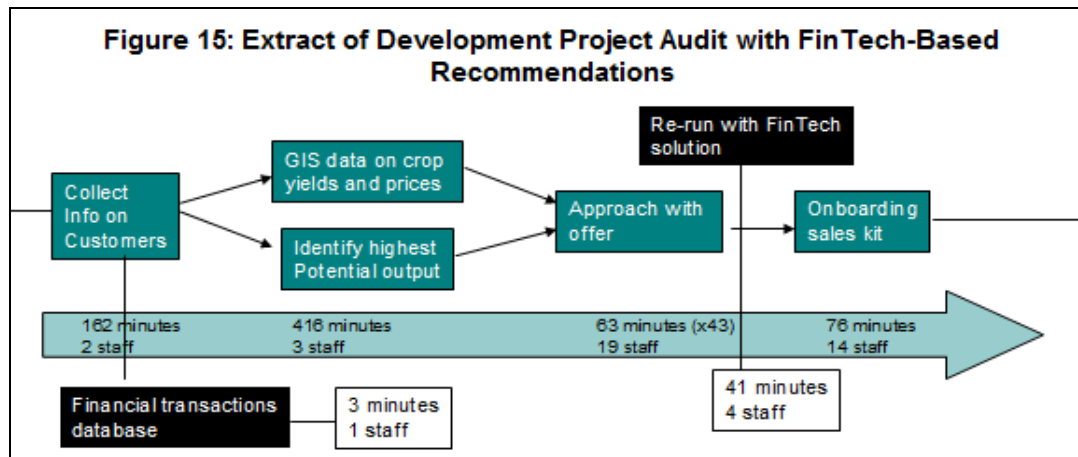 Figure 15: Extract of Development Project Audit with FinTech-Based
Recommendations
Re-run with FinTech
solution
GIS data on crop
yields and prices
Collect
Info on
Customers
Approach with
offer
Onboarding
sales kit
Identify highest
Potential output
162 minutes
2 staff
416 minutes
3 staff
63 minutes (x43)
19 staff
76 minutes
14 staff
Financial transactions
database
3 minutes
1 staff
41 minutes
4 staff